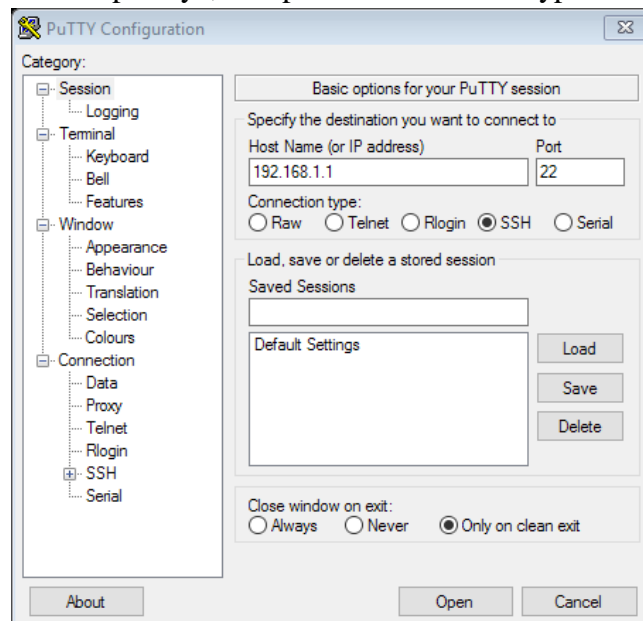 PuTTY Configuration
Category:
Session
Logging
Terminal
Keyboard
Bell
Features
Window
Appearance
Behaviour
Translation
Selection
Colours
Connection
Data
Proxy
Telnet
Rlogin
SSH
Serial
Basic options for your PuTTY session
Specify the destination you want to connect to
Host Name (or IP address) Port
192.168.1.1 22
Connection type:
Raw Telnet Rlogin SSH Serial
Load, save or delete a stored session
Saved Sessions
Default Settings
Load
Save
Delete
Close window on exit:
Always Never Only on clean exit
About Open Cancel